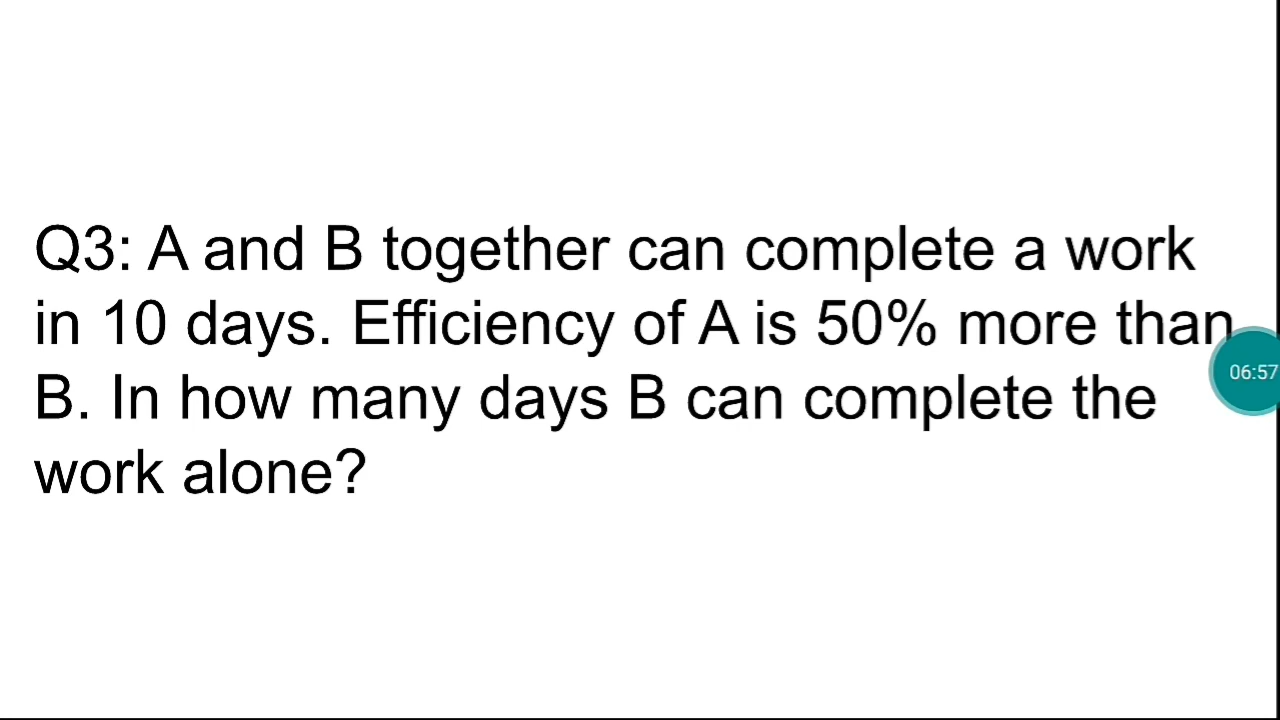 Q3: A and B together can complete a work
in 10 days. Efficiency of A is 50% more than
B. In how many days B can complete the
work alone?
06:57